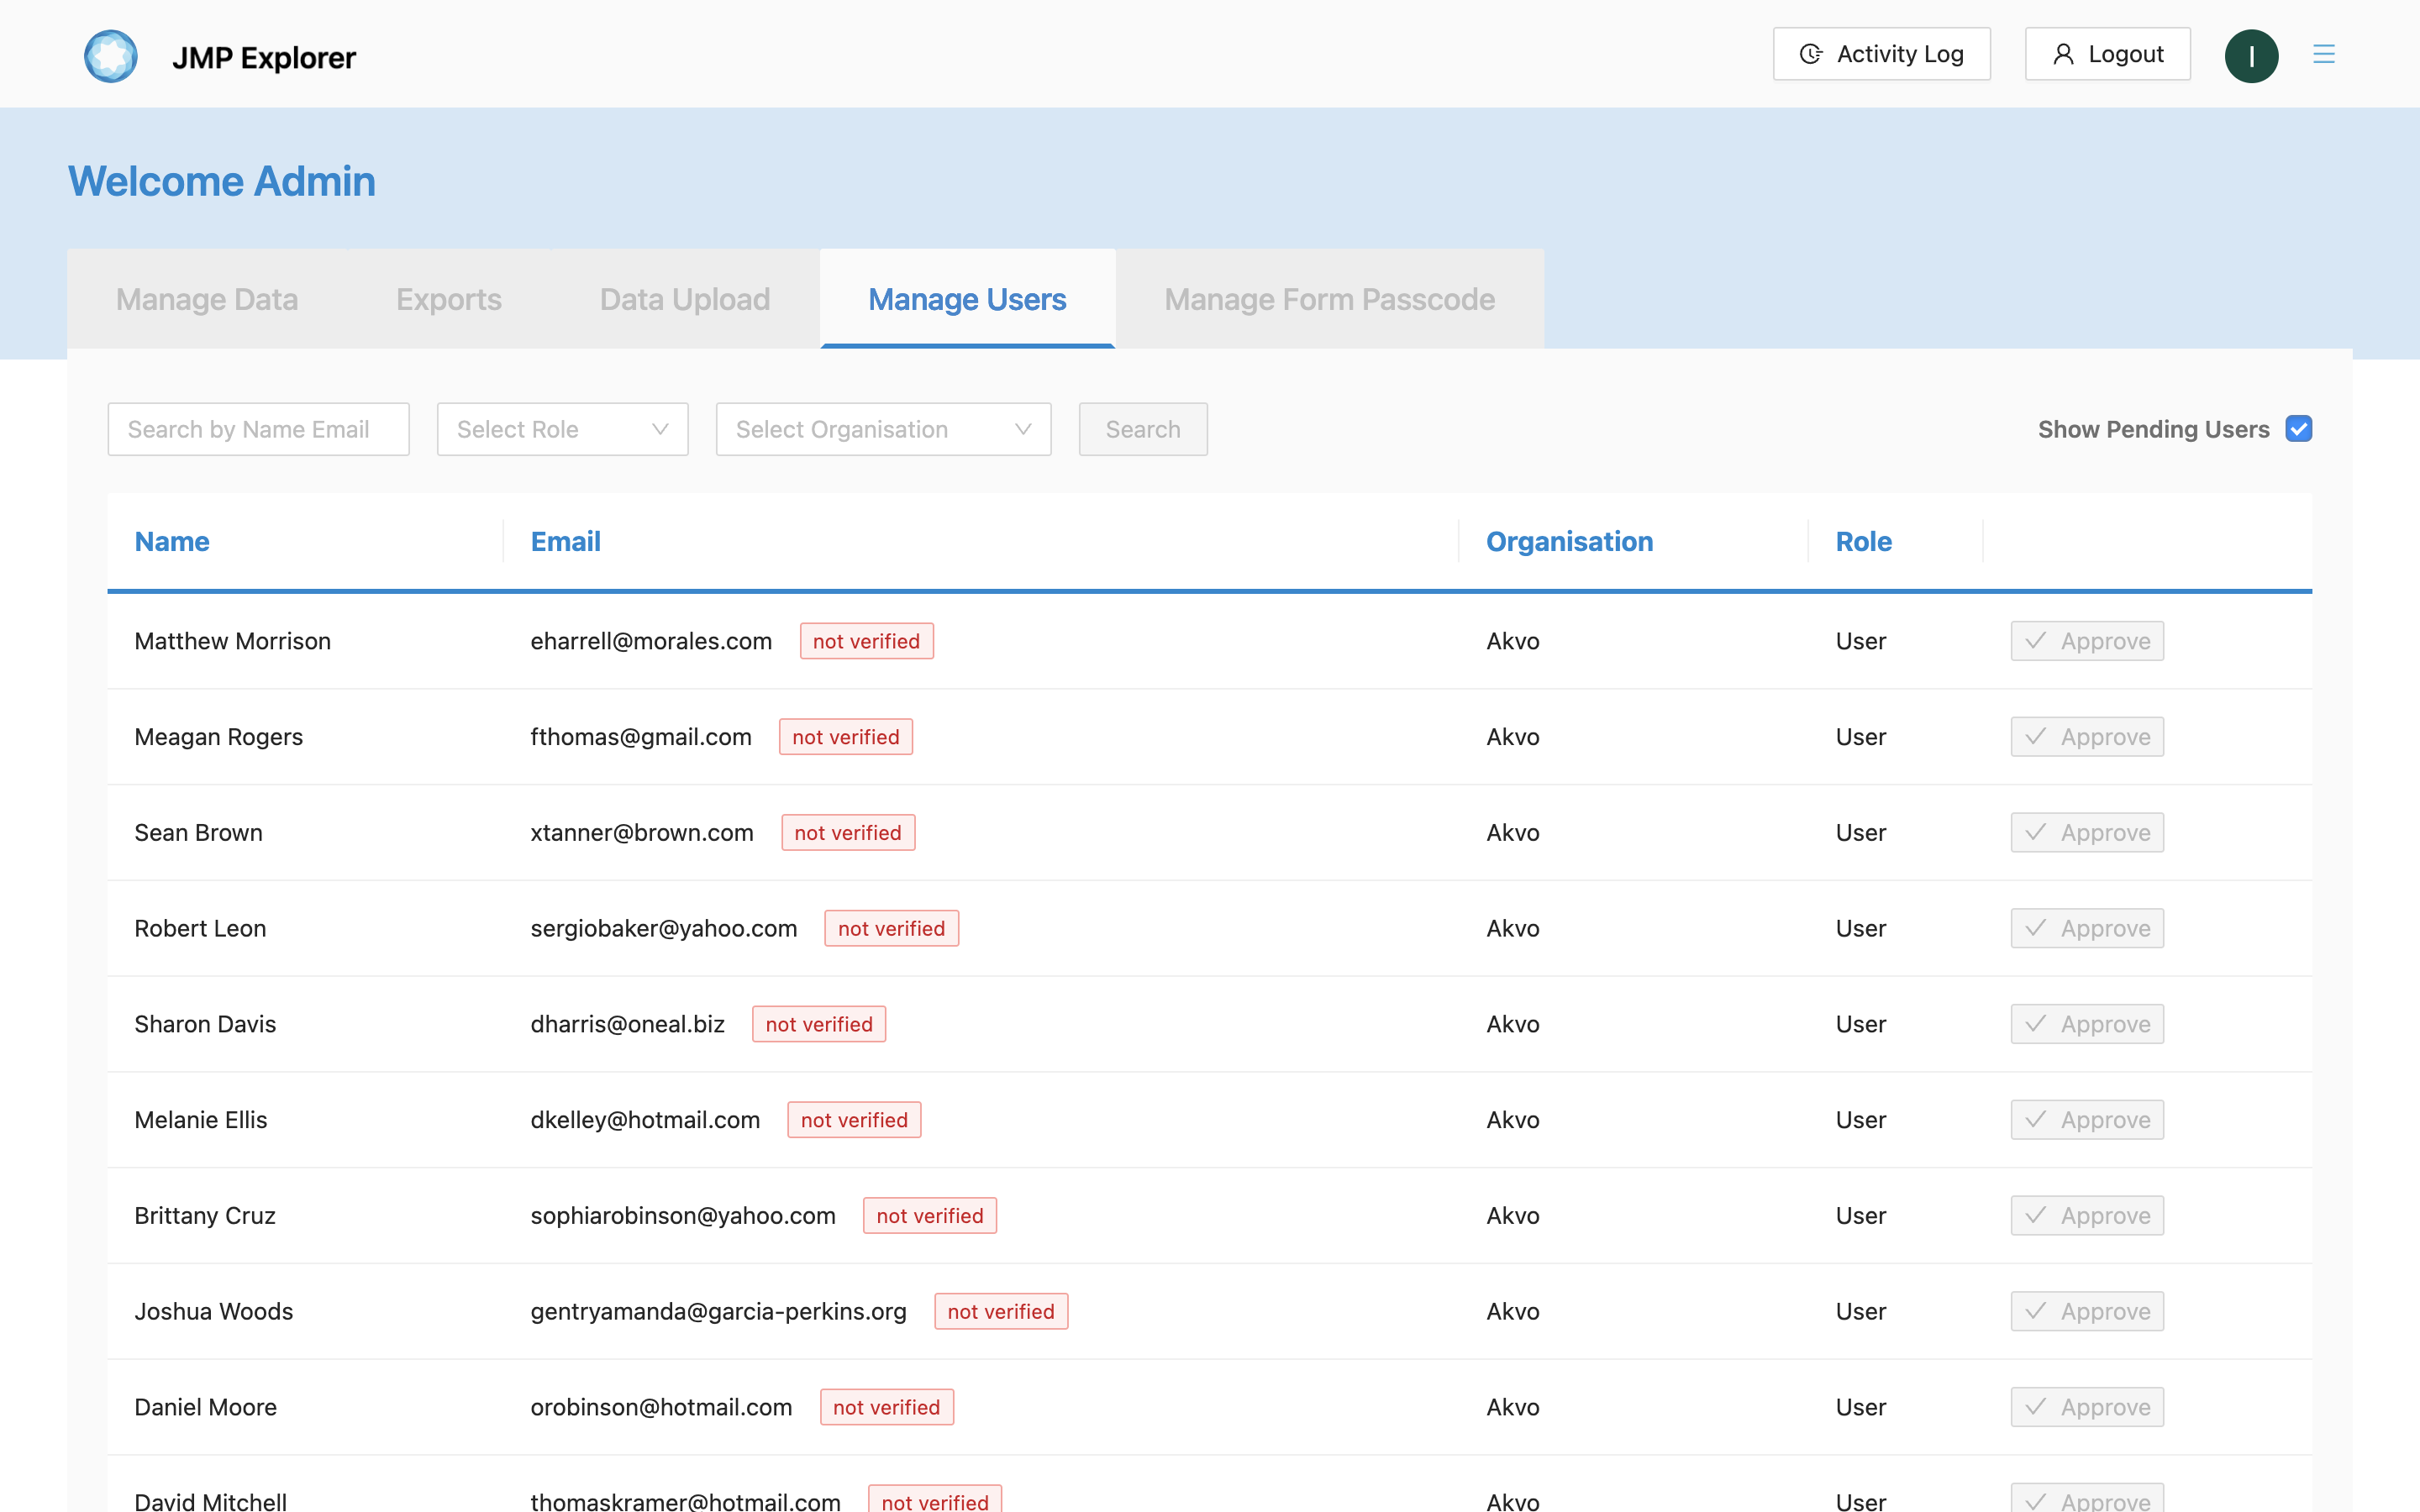 JMP Explorer
Activity Log
Logout
I
Welcome Admin
Manage Data Exports Data Upload Manage Users Manage Form Passcode
Search by Name Email Select Role Select Organisation Search Show Pending Users
Name Email Organisation Role
Matthew Morrison eharrell@morales.com not verified Akvo User Approve
Meagan Rogers fthomas@gmail.com not verified Akvo User Approve
Sean Brown xtanner@brown.com not verified Akvo User Approve
Robert Leon sergiobaker@yahoo.com not verified Akvo User Approve
Sharon Davis dharris@oneal.biz not verified Akvo User Approve
Melanie Ellis dkelley@hotmail.com not verified Akvo User Approve
Brittany Cruz sophiarobinson@yahoo.com not verified Akvo User Approve
Joshua Woods gentryamanda@garcia-perkins.org not verified Akvo User Approve
Daniel Moore orobinson@hotmail.com not verified Akvo User Approve
David Mitchell thomaskramer@hotmail.com not verified Akvo User Approve